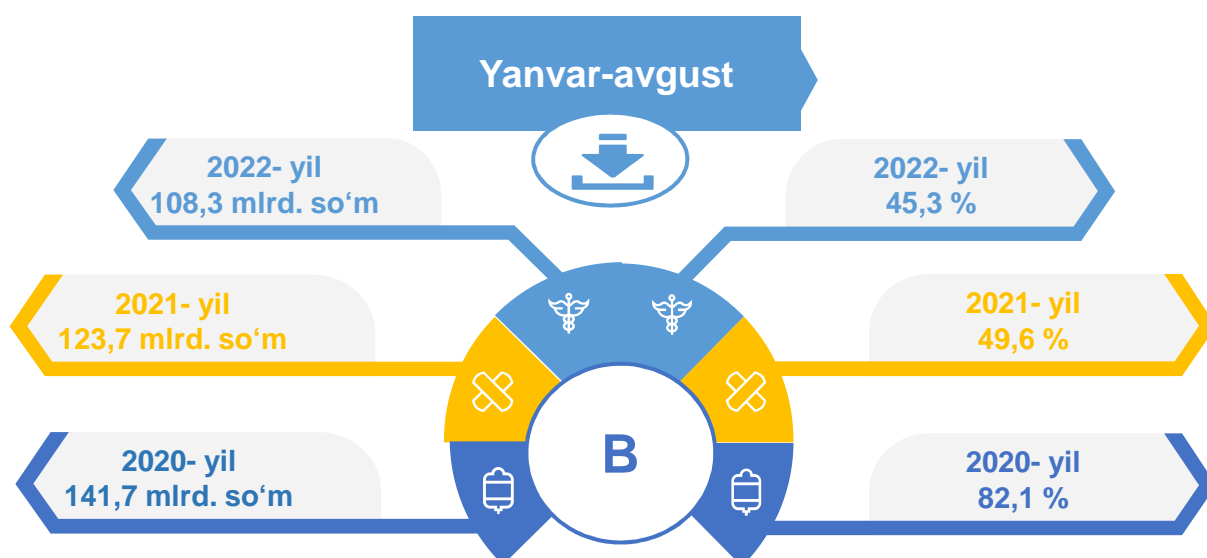 Yanvar-avgust
2022- yil
108,3 mlrd. so‘m
2022- yil
45,3 %
2021- yil
123,7 mlrd. so‘m
2021- yil
49,6 %
B
2020- yil
141,7 mlrd. so‘m
2020- yil
82,1 %